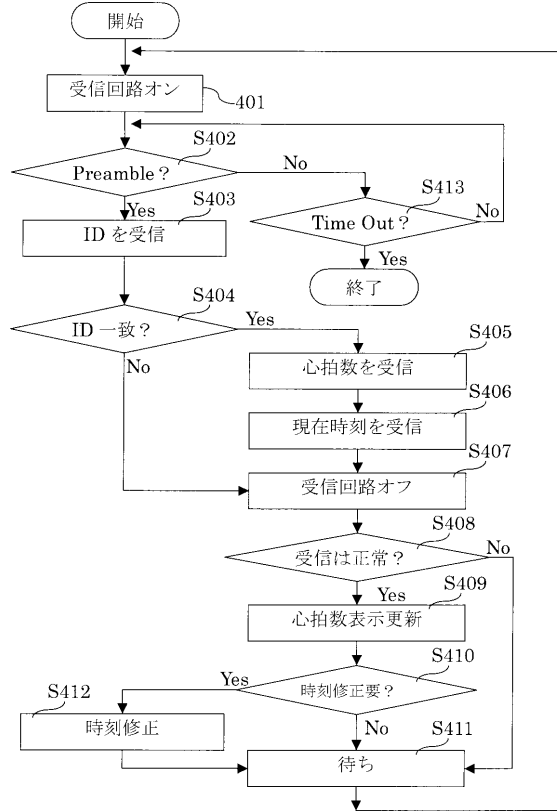 開始
受信回路オン
401
S402
Preamble？
No
Yes
S403
IDを受信
S413
Time Out？
No
Yes
終了
S404
ID一致？
Yes
No
S405
心拍数を受信
S406
現在時刻を受信
S407
受信回路オフ
S408
受信は正常？
No
Yes
S409
心拍数表示更新
S410
時刻修正要？
Yes
No
S412
時刻修正
S411
待ち